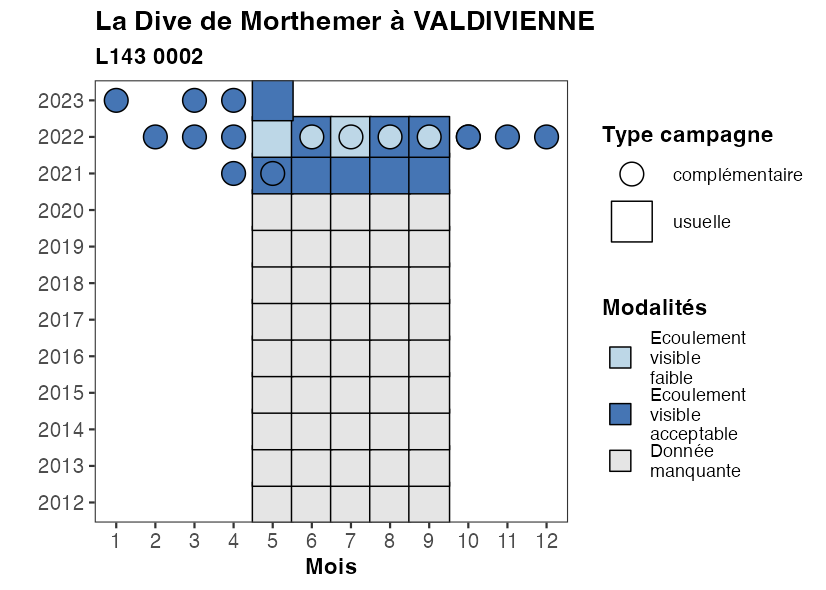 La Dive de Morthemer à VALDIVIENNE
L143 0002
2023
2022
2021
2020
2019
2018
2017
2016
2015
2014
2013
2012
1 2 3 4 5 6 7 8 9 10 11 12
Mois
Type campagne
complémentaire
usuelle
Modalités
Ecoulement
visible
faible
Ecoulement
visible
acceptable
Donnée
manquante